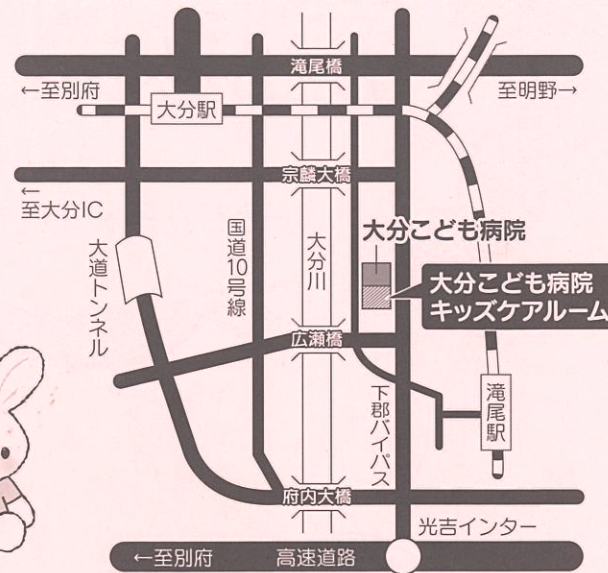 滝尾橋
←至別府
至明野→
大分駅
宗麟大橋
←
至大分IC
大道トンネル
国道10号線
大分川
大分こども病院
大分こども病院
キッズケアルーム
広瀬橋
下郡バイパス
滝尾駅
府内大橋
光吉インター
←至別府
高速道路